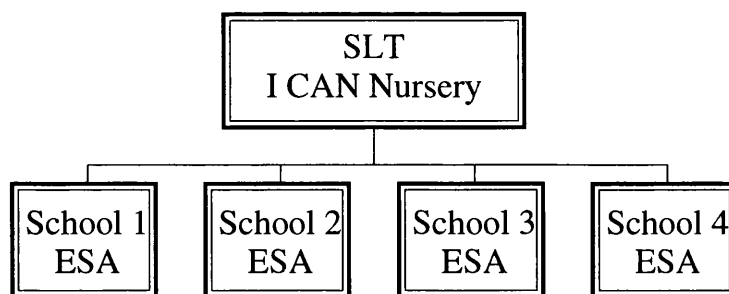 SLT
I CAN Nursery
School 1
ESA
School 2
ESA
School 3
ESA
School 4
ESA